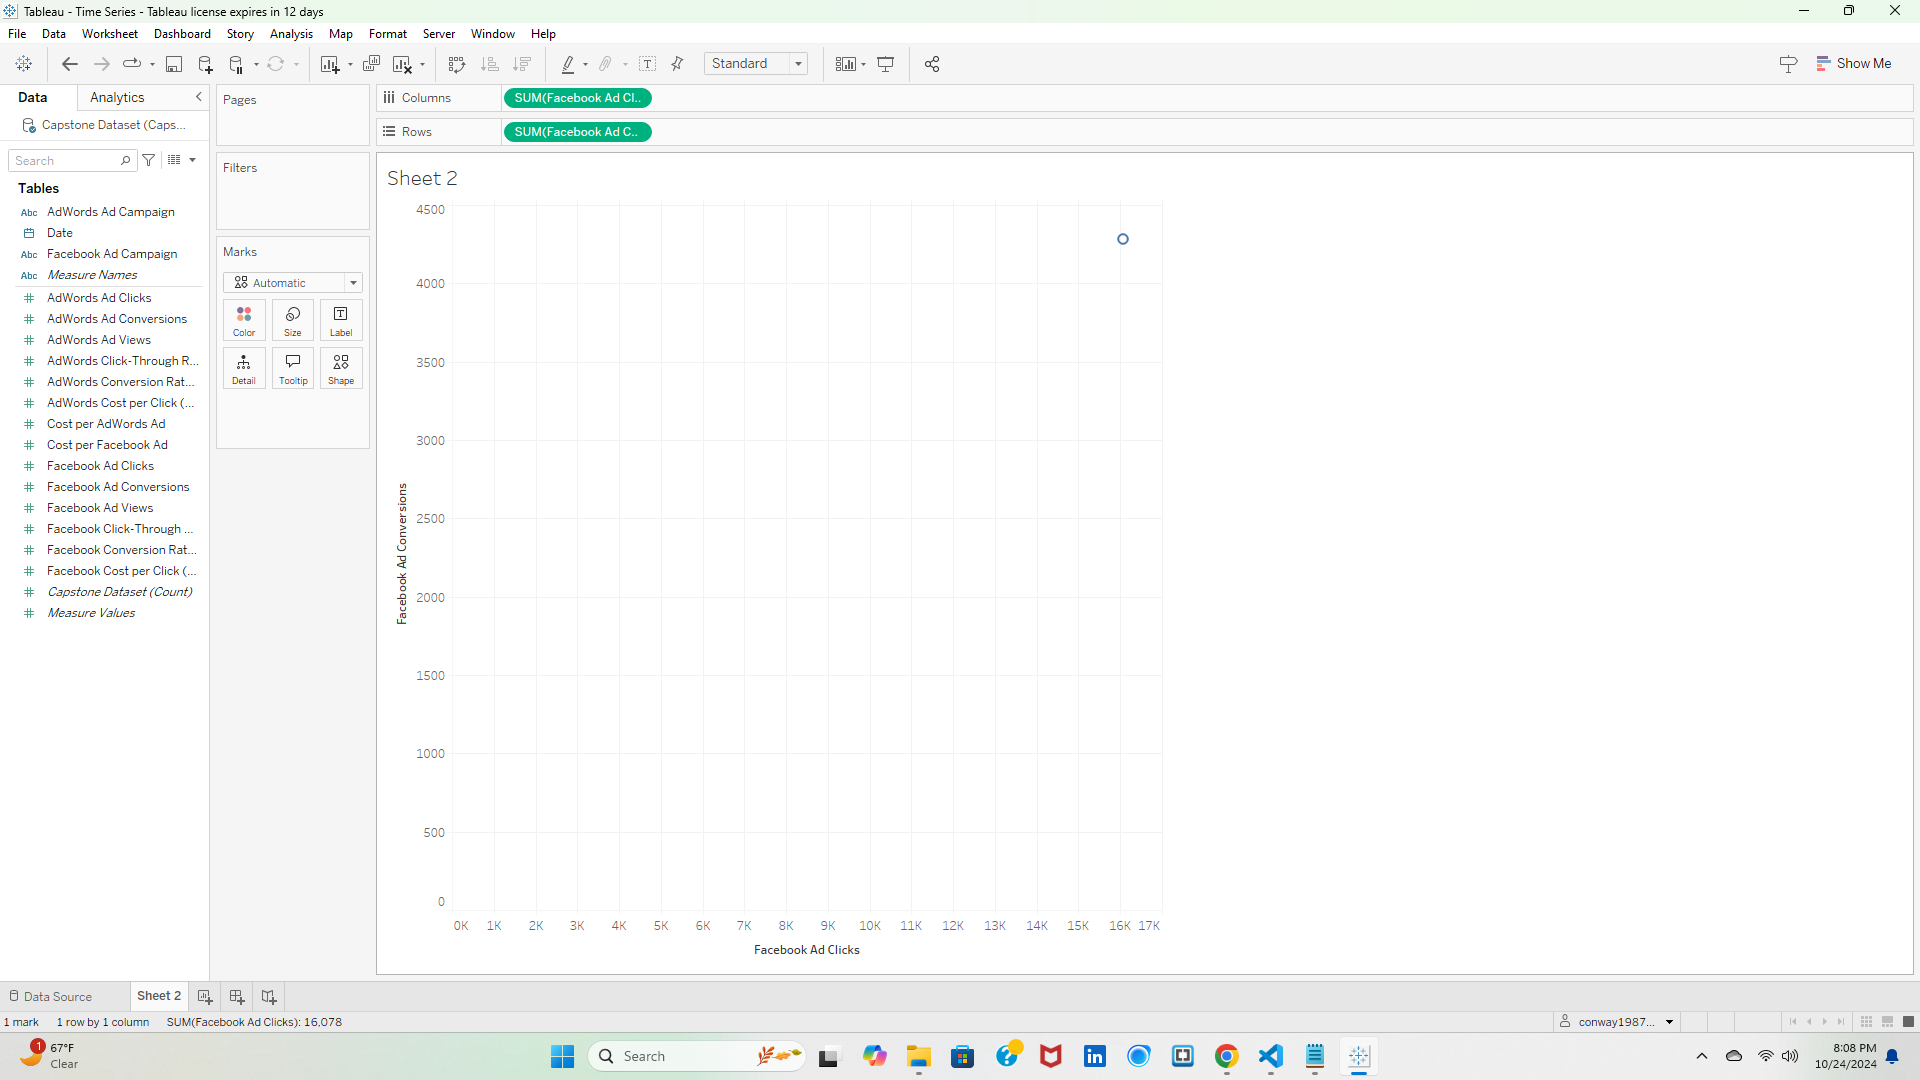 Tableau - Time Series - Tableau license expires in 12 days
File Data Worksheet Dashboard Story Analysis Map Format Server Window Help
Standard
Show Me
Data Analytics
Capstone Dataset (Caps...
Search
Tables
Abc AdWords Ad Campaign
Date
Abc Facebook Ad Campaign
Abc Measure Names
AdWords Ad Clicks
AdWords Ad Conversions
AdWords Ad Views
AdWords Click-Through R...
AdWords Conversion Rat...
AdWords Cost per Click (...
Cost per AdWords Ad
Cost per Facebook Ad
Facebook Ad Clicks
Facebook Ad Conversions
Facebook Ad Views
Facebook Click-Through ...
Facebook Conversion Rat...
Facebook Cost per Click (...
Capstone Dataset (Count)
Measure Values
Pages
Filters
Marks
Automatic
Color Size Label
Detail Tooltip Shape
Columns SUM(Facebook Ad Cl..
Rows SUM(Facebook Ad C..
Sheet 2
4500
4000
3500
3000
2500
2000
1500
1000
500
0
Facebook Ad Conversions
0K 1K 2K 3K 4K 5K 6K 7K 8K 9K 10K 11K 12K 13K 14K 15K 16K 17K
Facebook Ad Clicks
Data Source Sheet 2
1 mark 1 row by 1 column SUM(Facebook Ad Clicks): 16,078
conway1987...
1
67°F
Clear
Search
8:08 PM
10/24/2024